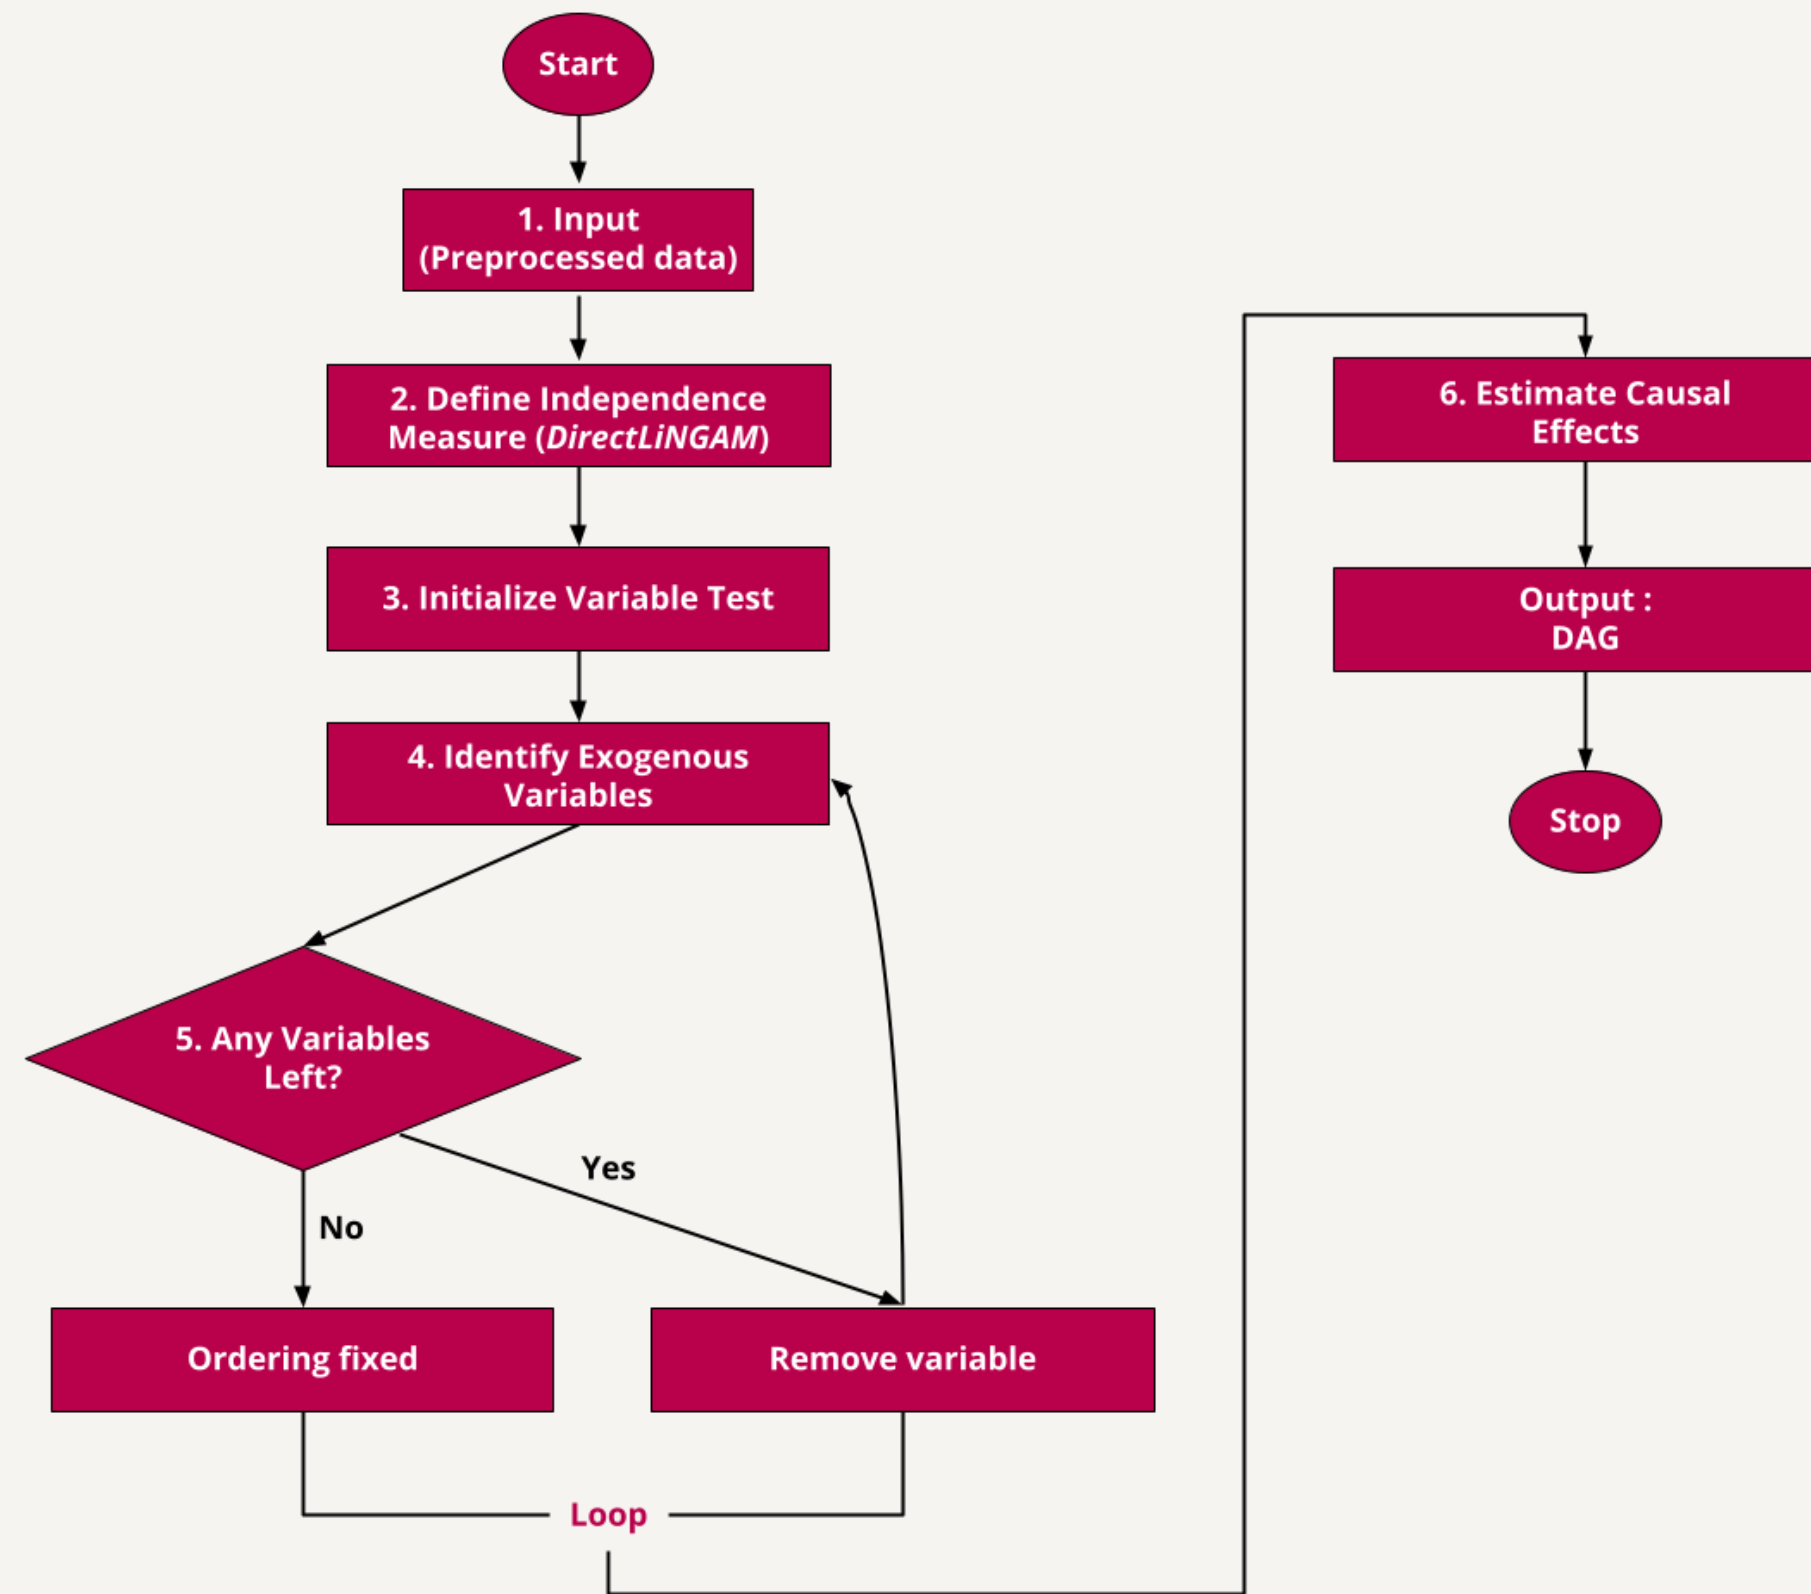 Start
1. Input
(Preprocessed data)
2. Define Independence
Measure (DirectLiNGAM)
3. Initialize Variable Test
4. Identify Exogenous
Variables
5. Any Variables
Left?
Yes
No
Ordering fixed
Remove variable
Loop
6. Estimate Causal
Effects
Output :
DAG
Stop